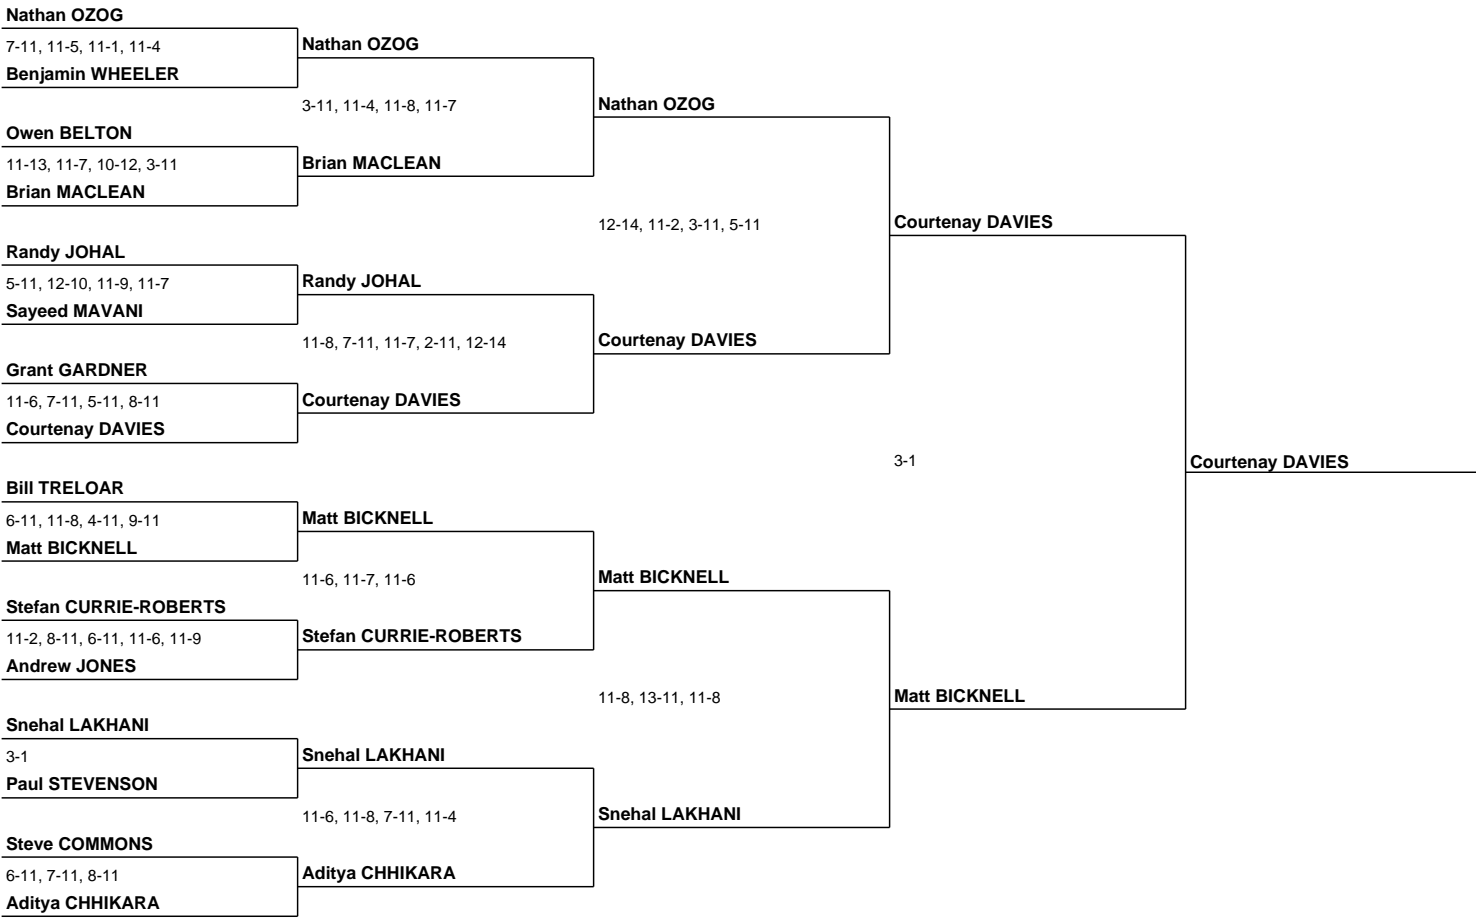 Nathan OZOG
7-11, 11-5, 11-1, 11-4
Benjamin WHEELER
Owen BELTON
11-13, 11-7, 10-12, 3-11
Brian MACLEAN
Randy JOHAL
5-11, 12-10, 11-9, 11-7
Sayeed MAVANI
Grant GARDNER
11-6, 7-11, 5-11, 8-11
Courtenay DAVIES
Bill TRELOAR
6-11, 11-8, 4-11, 9-11
Matt BICKNELL
Stefan CURRIE-ROBERTS
11-2, 8-11, 6-11, 11-6, 11-9
Andrew JONES
Snehal LAKHANI
3-1
Paul STEVENSON
Steve COMMONS
6-11, 7-11, 8-11
Aditya CHHIKARA
Nathan OZOG
3-11, 11-4, 11-8, 11-7
Brian MACLEAN
Randy JOHAL
11-8, 7-11, 11-7, 2-11, 12-14
Courtenay DAVIES
Matt BICKNELL
11-6, 11-7, 11-6
Stefan CURRIE-ROBERTS
Snehal LAKHANI
11-6, 11-8, 7-11, 11-4
Aditya CHHIKARA
Nathan OZOG
12-14, 11-2, 3-11, 5-11
Courtenay DAVIES
Matt BICKNELL
11-8, 13-11, 11-8
Snehal LAKHANI
Courtenay DAVIES
3-1
Matt BICKNELL
Courtenay DAVIES